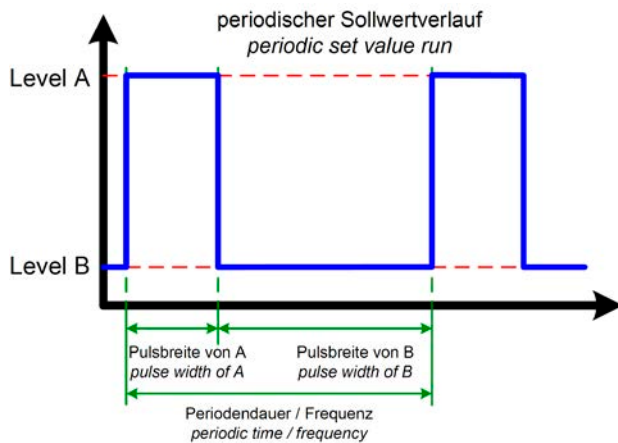 periodischer Sollwertverlauf
periodic set value run
Level A
Level B
Pulsbreite von A
pulse width of A
Pulsbreite von B
pulse width of B
Periodendauer / Frequenz
periodic time / frequency